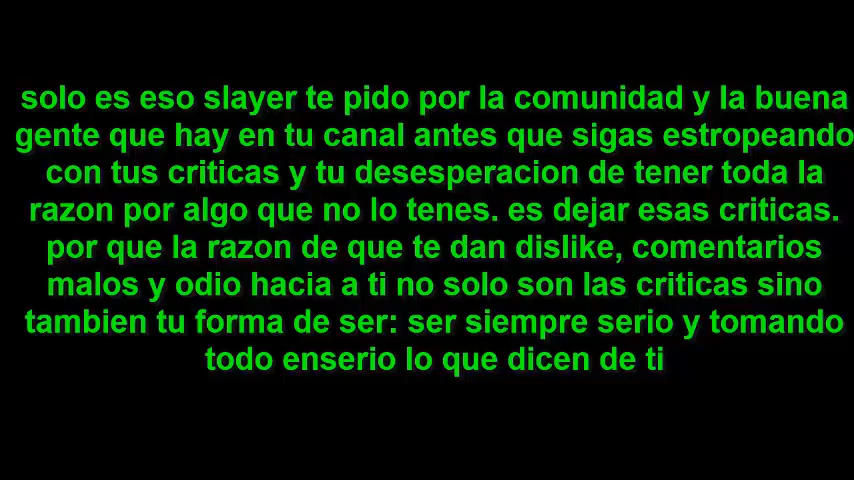 solo es eso slayer te pido por la comunidad y la buena
gente que hay en tu canal antes que sigas estropeando
con tus criticas y tu desesperacion de tener toda la
razon por algo que no lo tenes. es dejar esas criticas.
por que la razon de que te dan dislike, comentarios
malos y odio hacia a ti no solo son las criticas sino
tambien tu forma de ser: ser siempre serio y tomando
todo enserio lo que dicen de ti